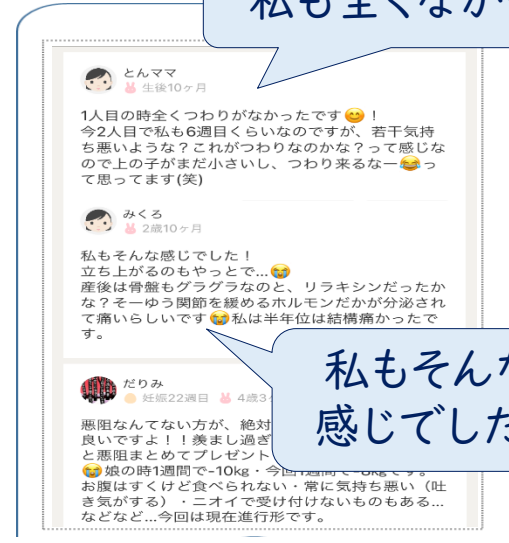 私も全くなか
とんママ
生後10ヶ月
1人目の時全くつわりがなかったです😊！
今2人目で私も6週目くらいなのですが、若干気持
ち悪いような？これがつわりなのかな？って感じな
ので上の子がまだ小さいし、つわり来るなー😂っ
て思ってます(笑)
みくろ
2歳10ヶ月
私もそんな感じでした！
立ち上がるのもやっとで...😭
産後は骨盤もグラグラなのと、リラキシンだったか
な？そーゆう関節を緩めるホルモンだかが分泌され
て痛いらしいです😭私は半年位は結構痛かったで
す。
私もそんな
感じでした
だりみ
妊娠22週目 4歳3
悪阻なんてない方が、絶対
良いですよ！！羨まし過ぎ
と悪阻まとめてプレゼント
😭娘の時1週間で-10kg・今回1週間で-8kgです。
お腹はすくけど食べられない・常に気持ち悪い（吐
き気がする）・ニオイで受け付けないものもある...
などなど...今回は現在進行形です。